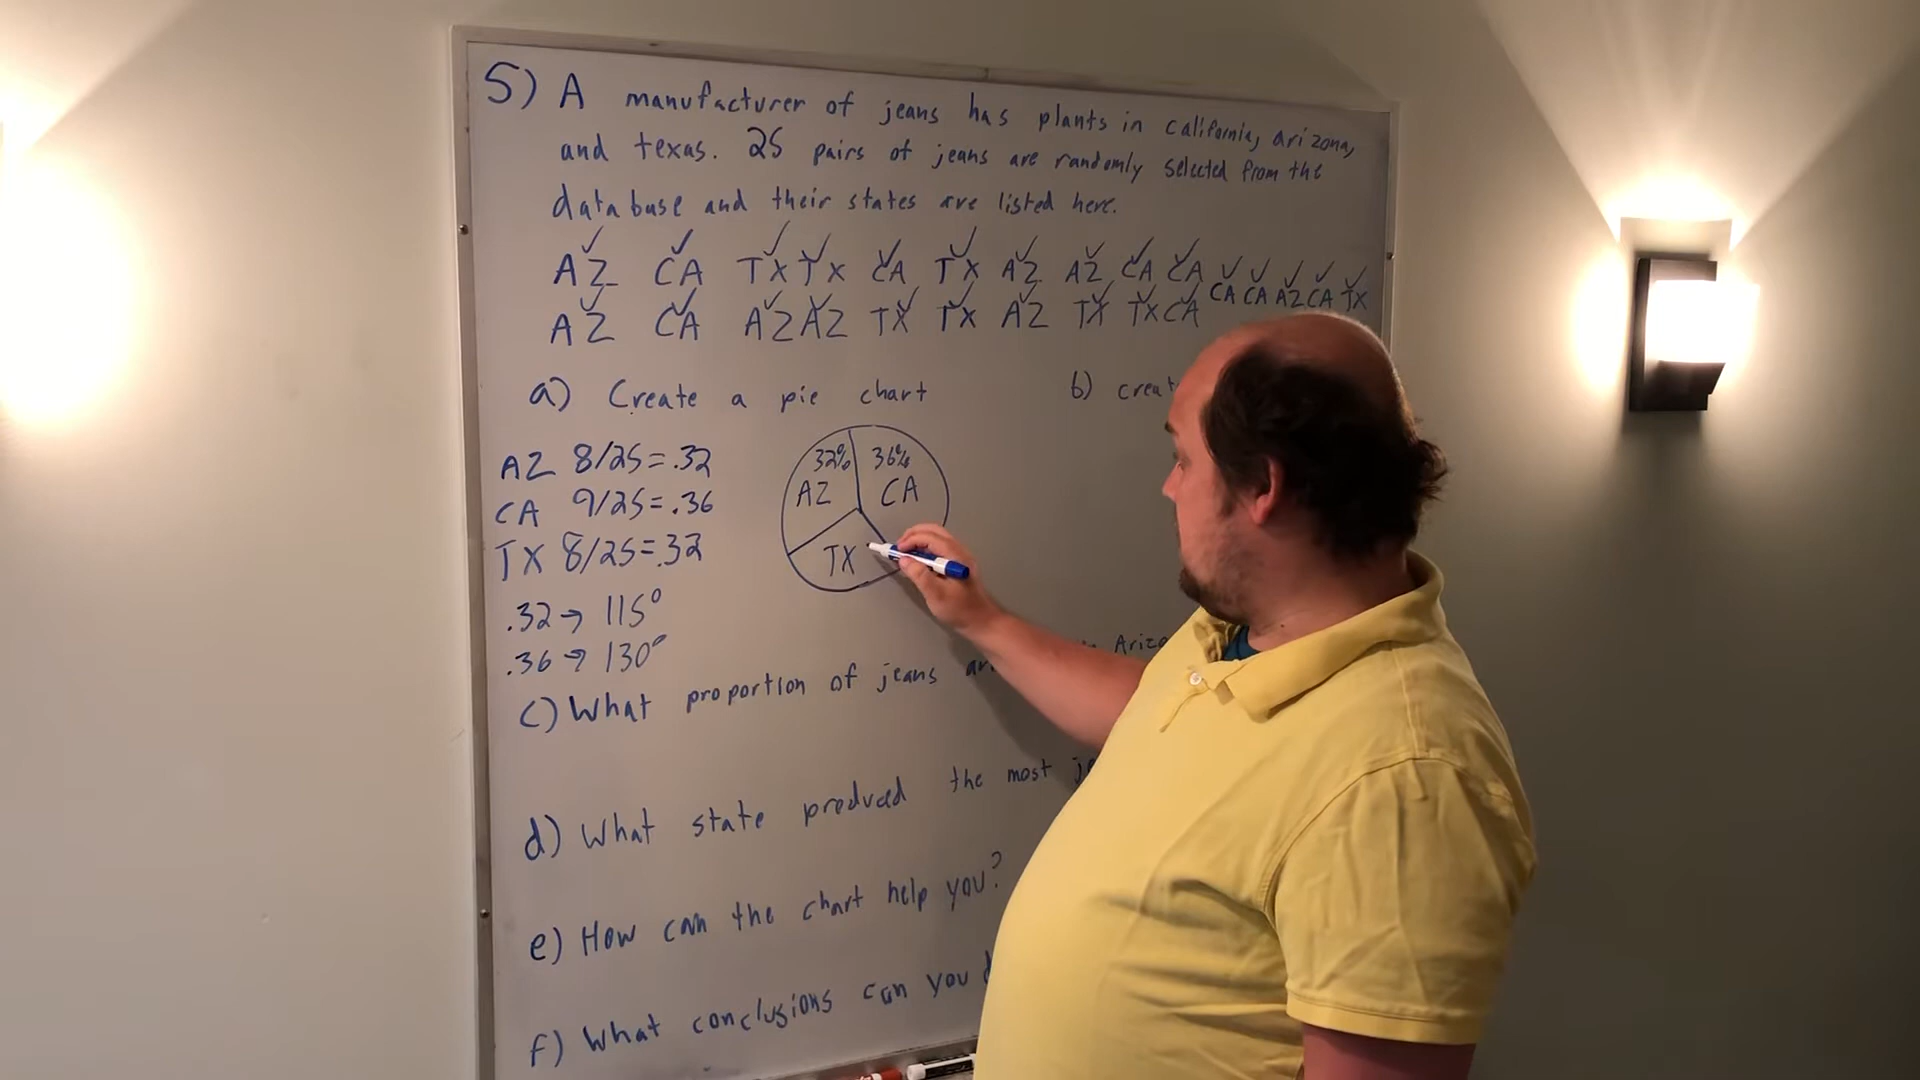 5) A manufacturer of jeans has plants in california, arizona,
and texas. 25 pairs of jeans are randomly selected from the
database and their states are listed here.
AZ CA TX TX CA TX AZ AZ CA CA CA CA AZ CA TX
AZ CA AZ AZ TX TX AZ TX TX CA
a) Create a pie chart
b)
AZ 8/25 = .32
CA 9/25 = .36
TX 8/25 = .32
.32 → 115°
.36 → 130°
32% 36%
AZ CA
TX
c) What proportion of jeans
d) What state produced the most
e) How can the chart help you?
f) What conclusions can you